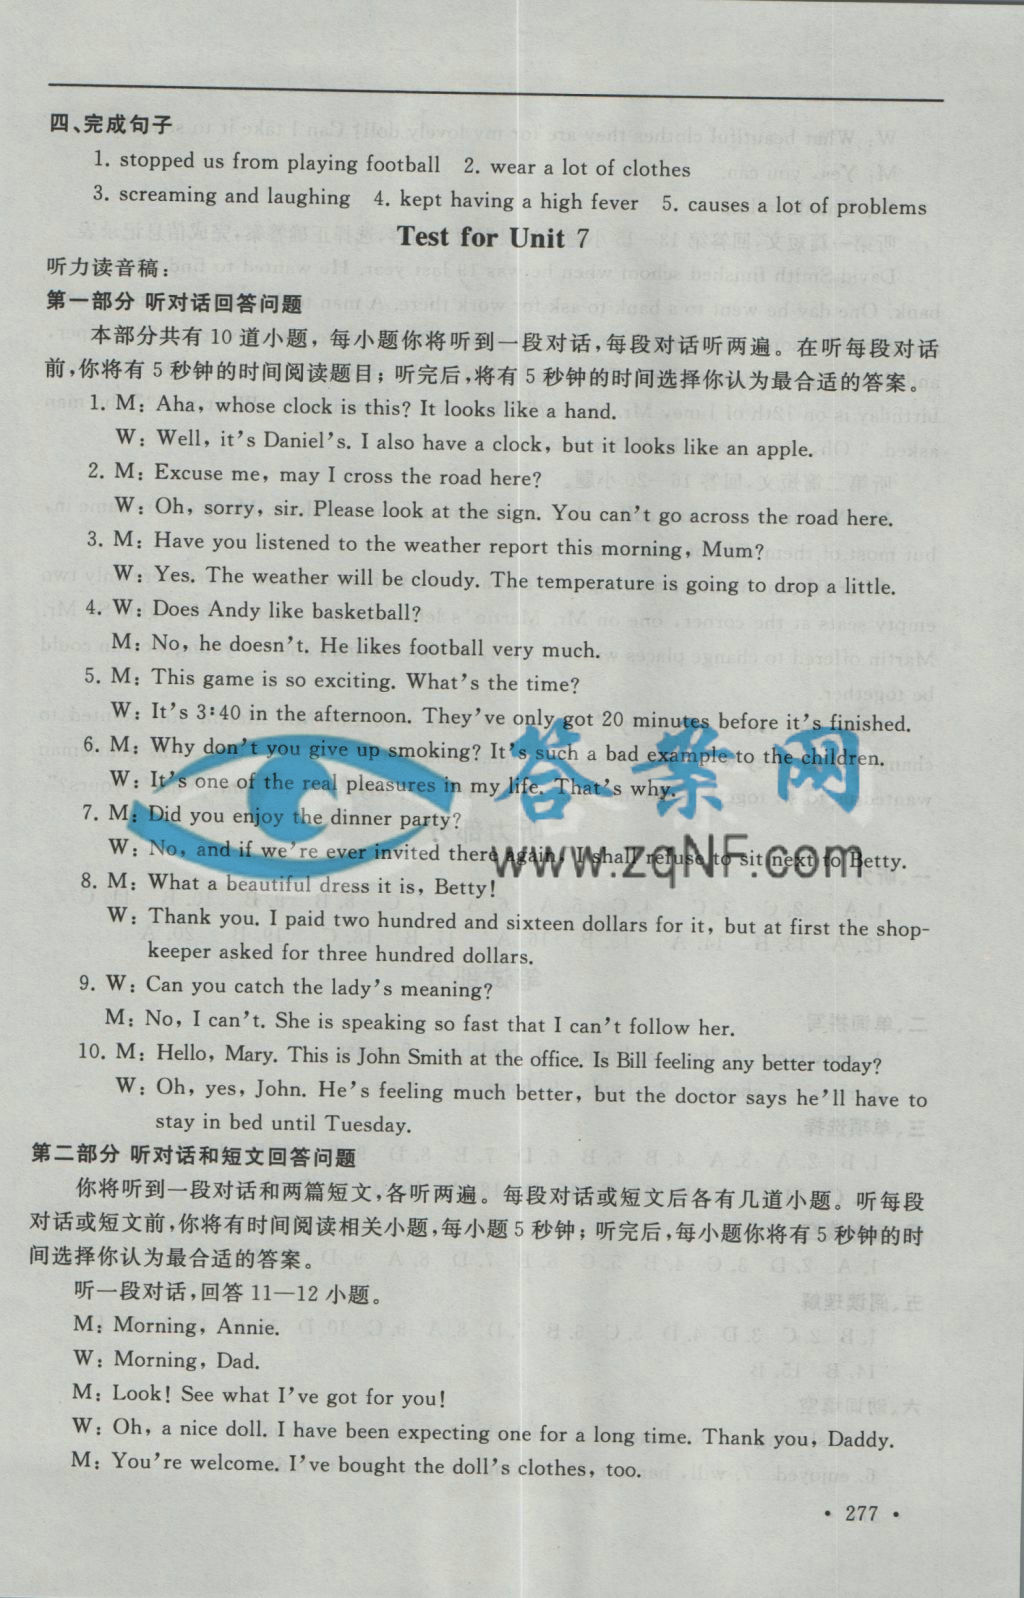 四、完成句子
1. stopped us from playing football 2. wear a lot of clothes
3. screaming and laughing 4. kept having a high fever 5. causes a lot of problems
Test for Unit 7
听力读音稿:
第一部分 听对话回答问题
本部分共有 10 道小题，每小题你将听到一段对话，每段对话听两遍。在听每段对话
前，你将有 5 秒钟的时间阅读题目；听完后，将有 5 秒钟的时间选择你认为最合适的答案。
1. M: Aha, whose clock is this? It looks like a hand.
W: Well, it's Daniel's. I also have a clock, but it looks like an apple.
2. M: Excuse me, may I cross the road here?
W: Oh, sorry, sir. Please look at the sign. You can't go across the road here.
3. M: Have you listened to the weather report this morning, Mum?
W: Yes. The weather will be cloudy. The temperature is going to drop a little.
4. W: Does Andy like basketball?
M: No, he doesn't. He likes football very much.
5. M: This game is so exciting. What's the time?
W: It's 3:40 in the afternoon. They've only got 20 minutes before it's finished.
6. M: Why don't you give up smoking? It's such a bad example to the children.
W: It's one of the real pleasures in my life. That's why.
7. M: Did you enjoy the dinner party?
W: No, and if we're ever invited there again, I shall refuse to sit next to Betty.
8. M: What a beautiful dress it is, Betty!
W: Thank you. I paid two hundred and sixteen dollars for it, but at first the shop-
keeper asked for three hundred dollars.
9. W: Can you catch the lady's meaning?
M: No, I can't. She is speaking so fast that I can't follow her.
10. M: Hello, Mary. This is John Smith at the office. Is Bill feeling any better today?
W: Oh, yes, John. He's feeling much better, but the doctor says he'll have to
stay in bed until Tuesday.
第二部分 听对话和短文回答问题
你将听到一段对话和两篇短文，各听两遍。每段对话或短文后各有几道小题。听每段
对话或短文前，你将有时间阅读相关小题，每小题 5 秒钟；听完后，每小题你将有 5 秒钟的时
间选择你认为最合适的答案。
听一段对话，回答 11—12 小题。
M: Morning, Annie.
W: Morning, Dad.
M: Look! See what I've got for you!
W: Oh, a nice doll. I have been expecting one for a long time. Thank you, Daddy.
M: You're welcome. I've bought the doll's clothes, too.
• 277 •
答案网
www.zqNF.com